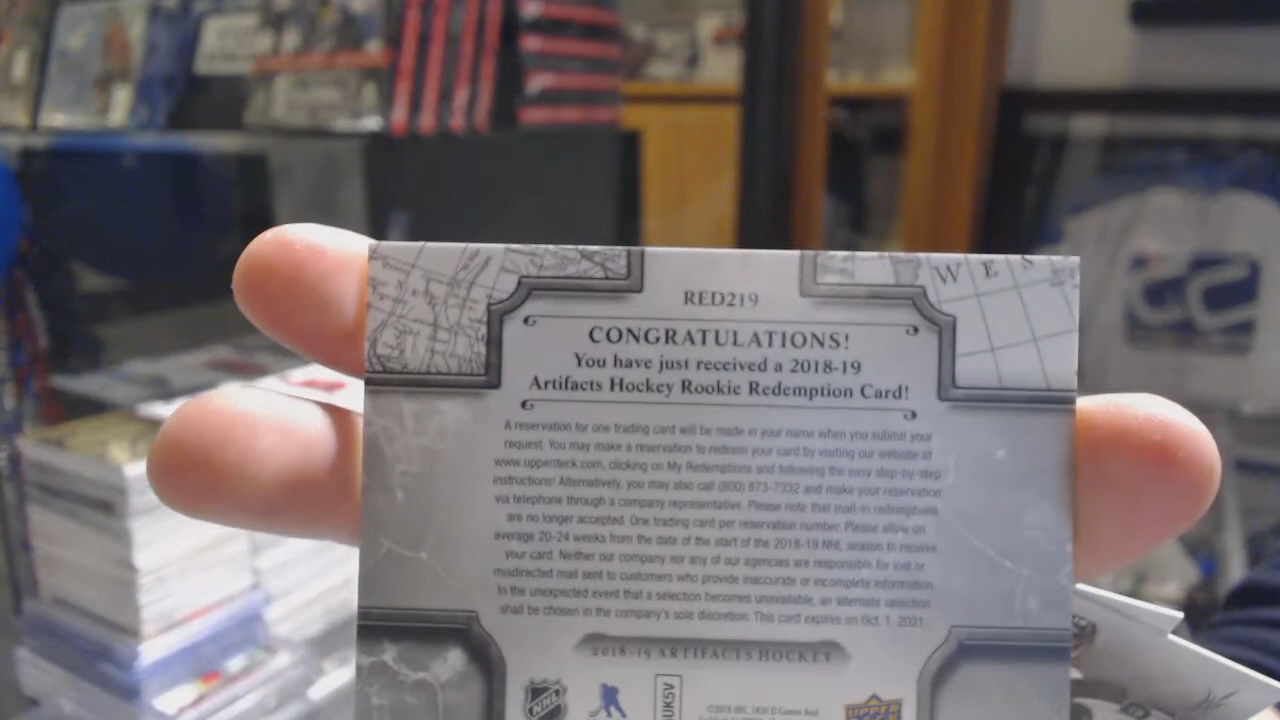 WES
RED219
CONGRATULATIONS!
You have just received a 2018-19
Artifacts Hockey Rookie Redemption Card!
A reservation for one trading card will be made in your name when you submit your
request. You may make a reservation to redeem your card by visiting our website at
www.upperdeck.com, clicking on My Redemptions and following the easy step-by-step
instructions! Alternatively, you may also call (800) 873-7332 and make your reservation
via telephone through a company representative. Please note that mail-in redemptions
are no longer accepted. One trading card per reservation number. Please allow on
average 20-24 weeks from the date of the start of the 2018-19 NHL season to receive
your card. Neither our company nor any of our agencies are responsible for lost or
misdirected mail sent to customers who provide inaccurate or incomplete information.
In the unexpected event that a selection becomes unavailable, an alternate selection
shall be chosen in the company's sole discretion. This card expires on Oct. 1, 2021.
2018-19 ARTIFACTS HOCKEY
NHL
UK5V
UPPER